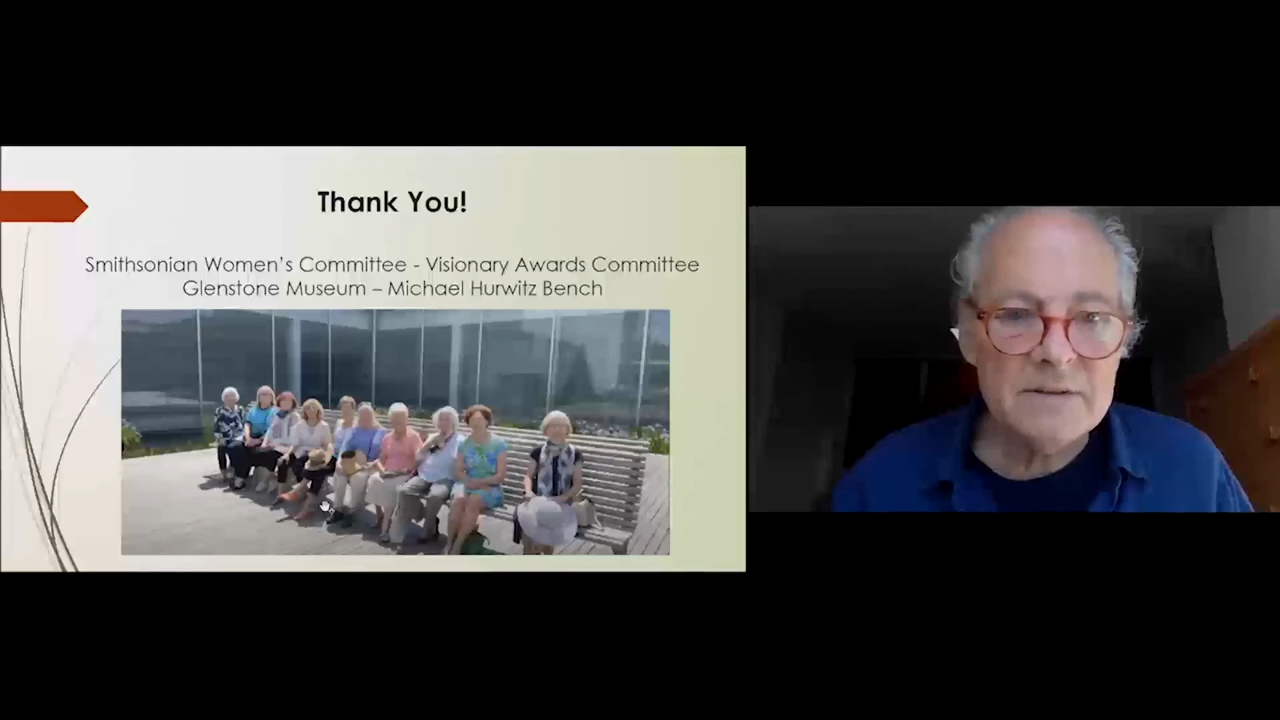 Thank You!
Smithsonian Women's Committee - Visionary Awards Committee
Glenstone Museum – Michael Hurwitz Bench